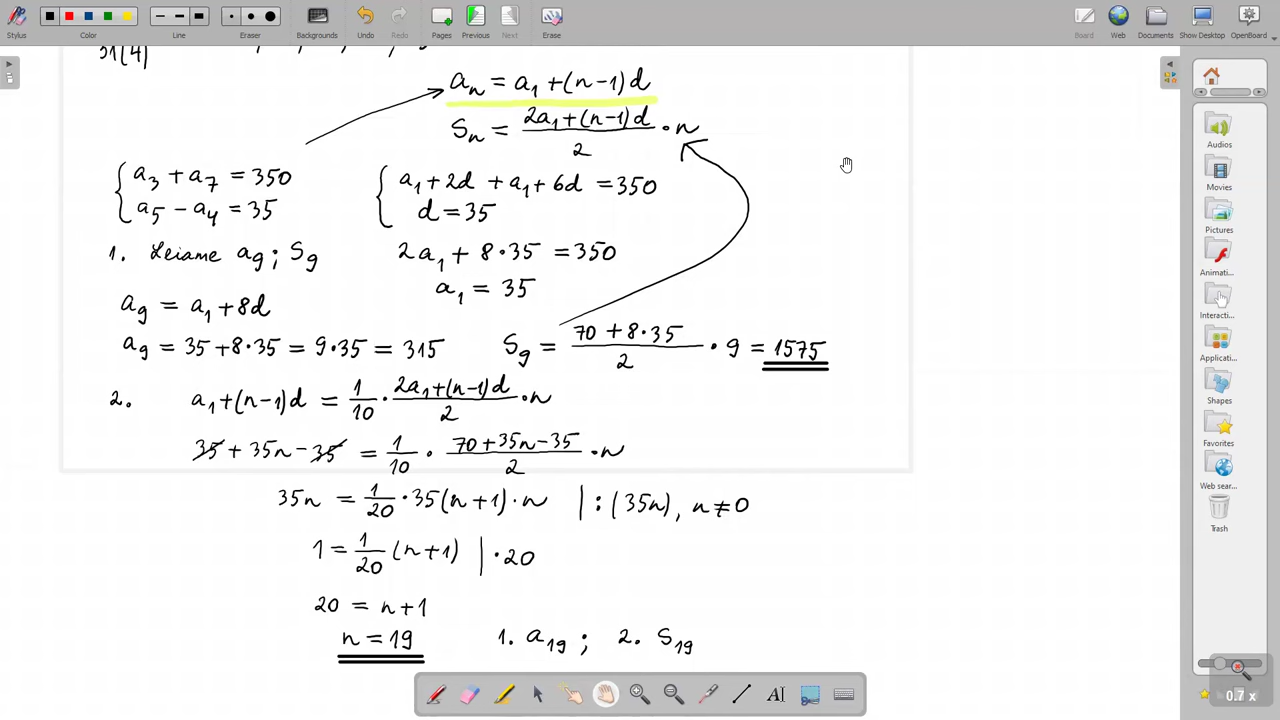 Stylus Color Line Eraser Backgrounds Undo Redo Pages Previous Next Erase Board Web Documents Show Desktop OpenBoard
31(4)
aₙ = a₁ + (n−1)d
Sₙ = (2a₁+(n−1)d)/2 · n
{ a₃ + a₇ = 350
a₅ − a₄ = 35
{ a₁+2d + a₁+6d = 350
d = 35
1. Leiame a₉; S₉
2a₁ + 8·35 = 350
a₁ = 35
a₉ = a₁+8d
a₉ = 35+8·35 = 9·35 = 315
S₉ = (70+8·35)/2 · 9 = 1575
2. a₁+(n−1)d = 1/10 · (2a₁+(n−1)d)/2 · n
35 + 35n − 35 = 1/10 · (70+35n−35)/2 · n
35n = 1/20 · 35(n+1)·n |:(35n), n≠0
1 = 1/20 (n+1) |·20
20 = n+1
n = 19
1. a₁₉; 2. S₁₉
Audios
Movies
Pictures
Animati...
Interacti...
Applicati...
Shapes
Favorites
Web sear...
Trash
0.7 x
AI